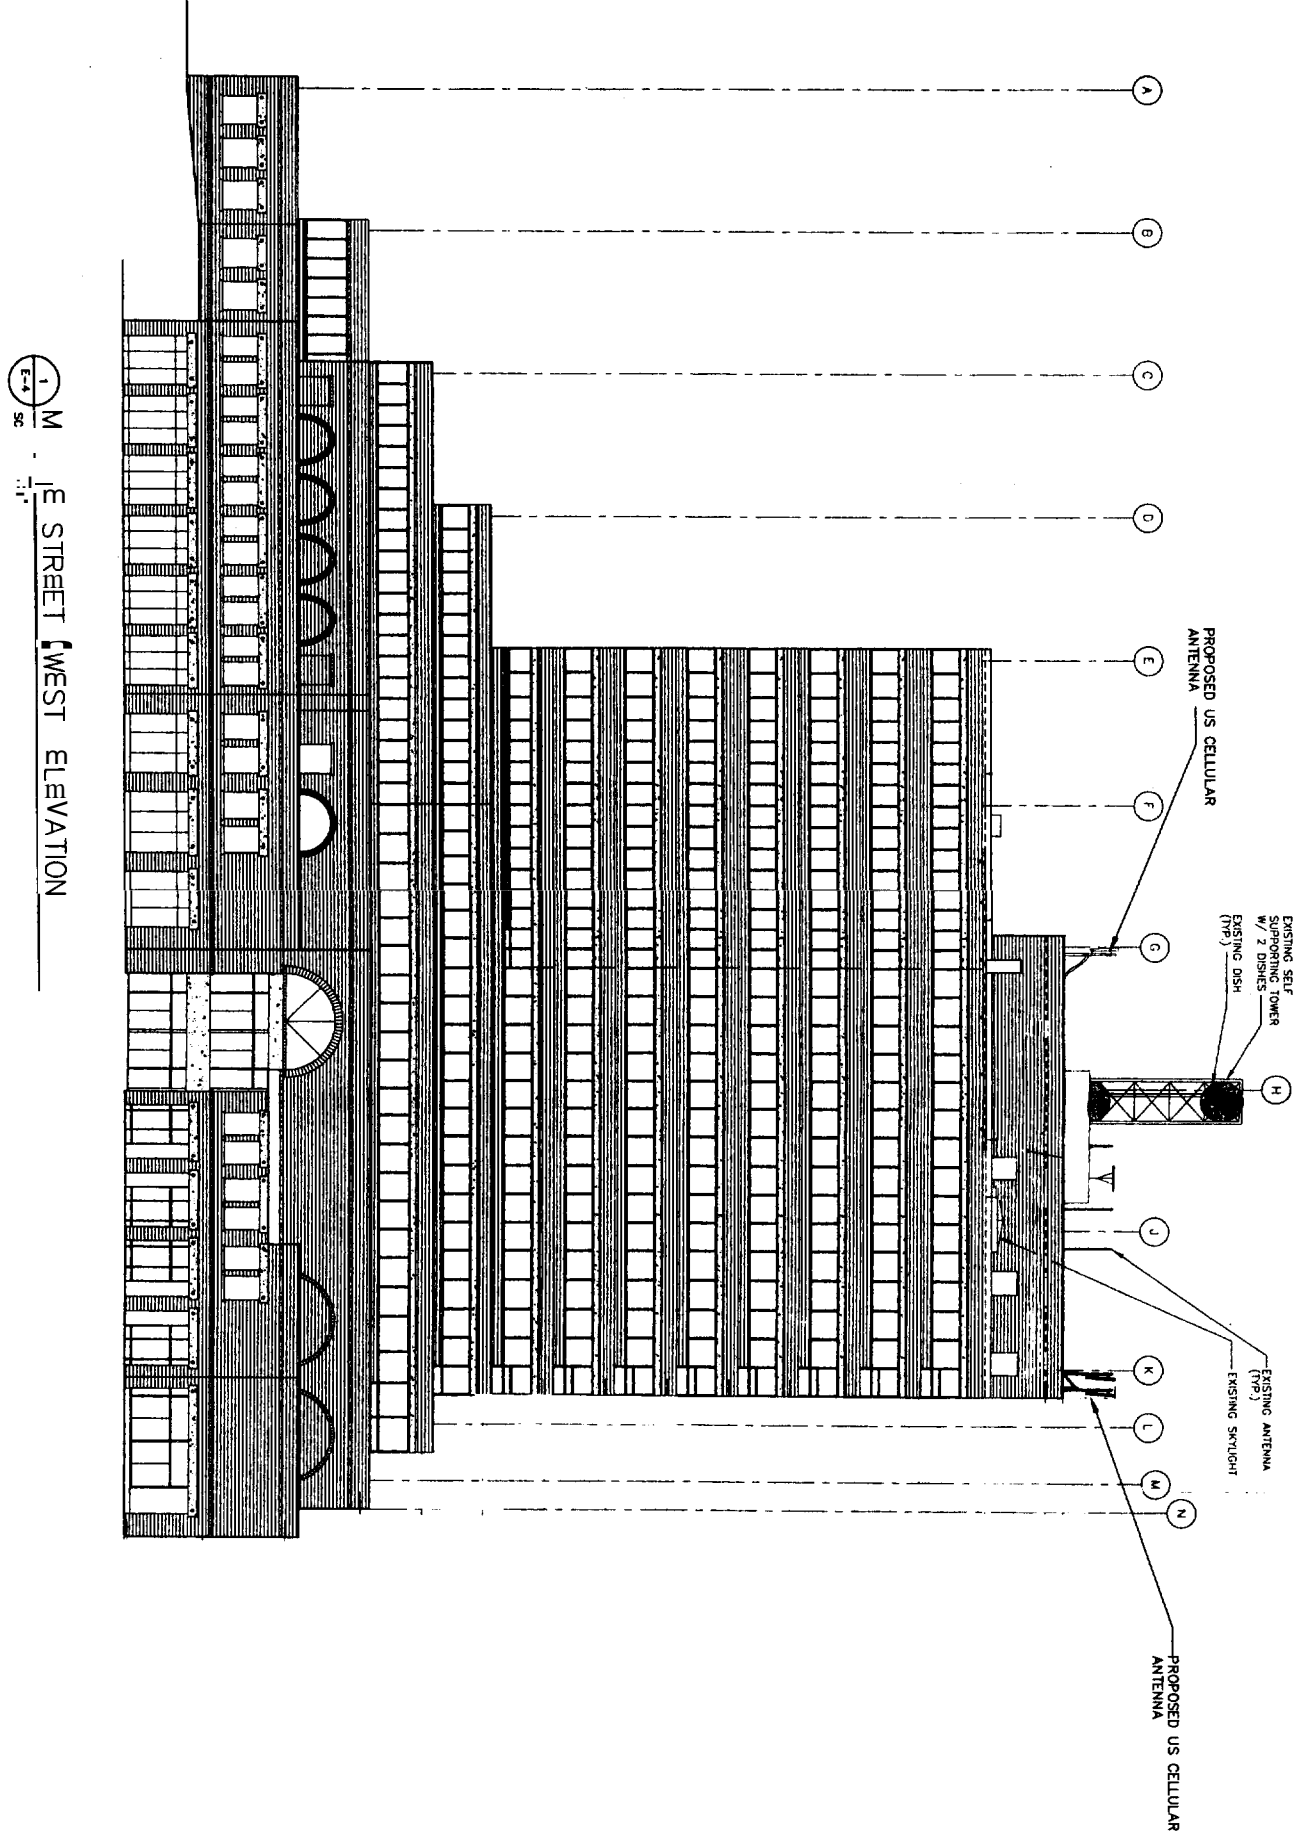 A
B
C
D
E
F
G
H
J
K
L
M
N
PROPOSED US CELLULAR
ANTENNA
EXISTING SELF
SUPPORTING TOWER
W/ 2 DISHES
EXISTING DISH
(TYP.)
EXISTING ANTENNA
(TYP.)
EXISTING SKYLIGHT
PROPOSED US CELLULAR
ANTENNA
1
E-4
STREET WEST ELEVATION